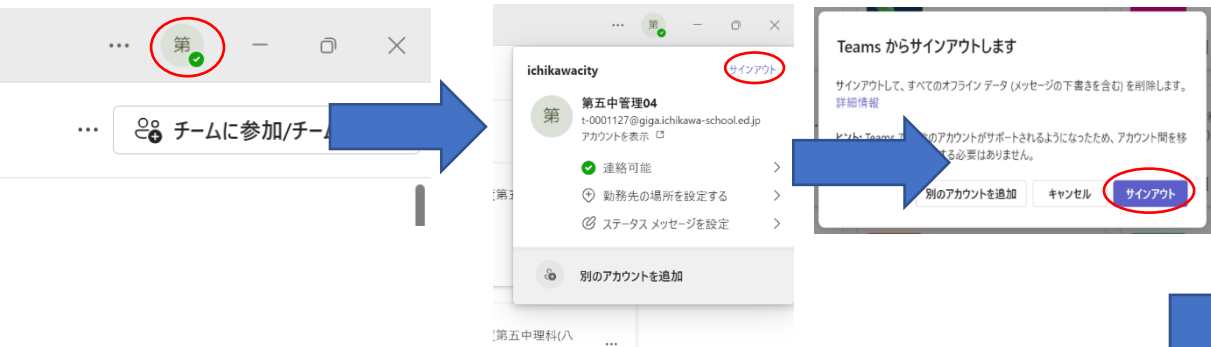 … 第
… チームに参加/チー
… 第
ichikawacity サインアウト
第 第五中管理04
t-0001127@giga.ichikawa-school.ed.jp
アカウントを表示
連絡可能
勤務先の場所を設定する
ステータス メッセージを設定
別のアカウントを追加
第五中理科(八
…
Teams からサインアウトします
サインアウトして、すべてのオフライン データ (メッセージの下書きを含む) を削除します。
詳細情報
ヒント: Teams のアカウントがサポートされるようになったため、アカウント間を移
する必要はありません。
別のアカウントを追加 キャンセル サインアウト